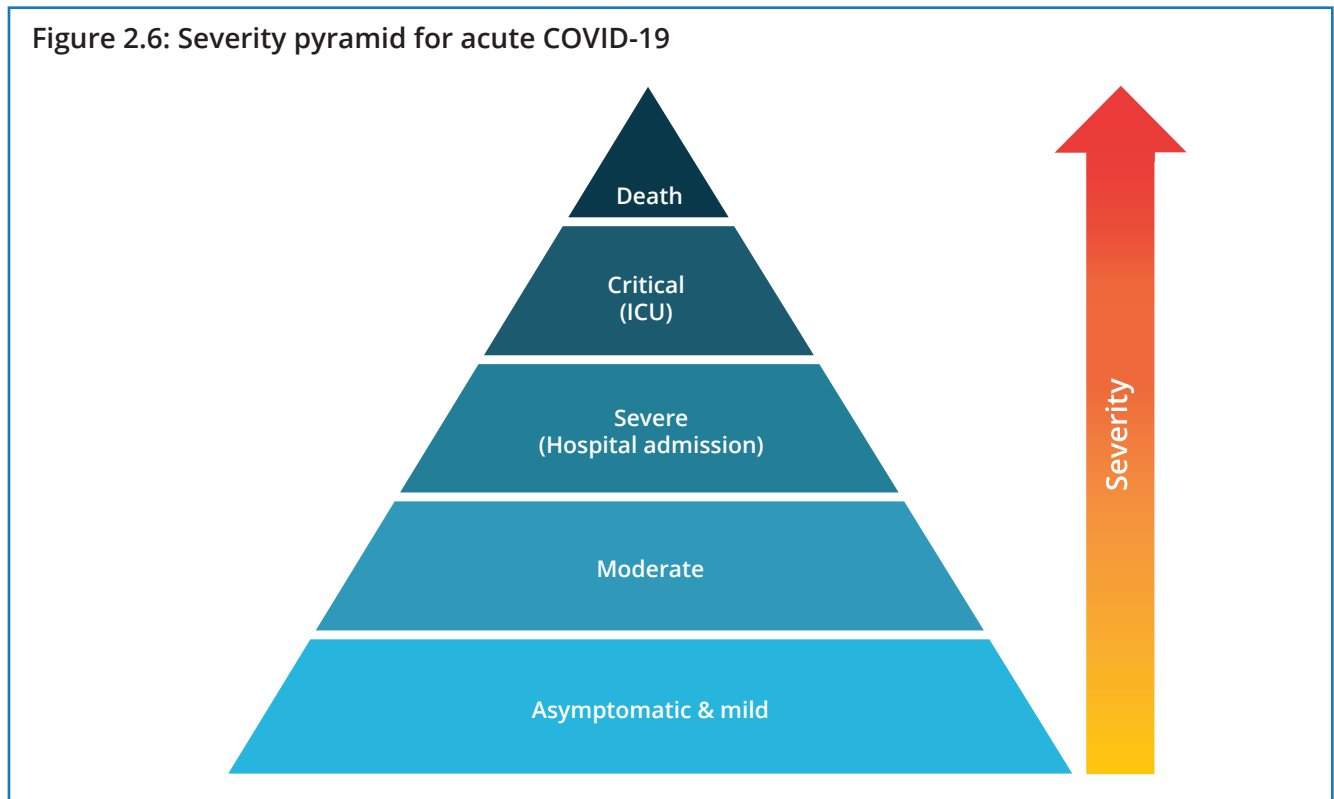 Figure 2.6: Severity pyramid for acute COVID-19
Death
Critical
(ICU)
Severe
(Hospital admission)
Moderate
Asymptomatic & mild
Severity